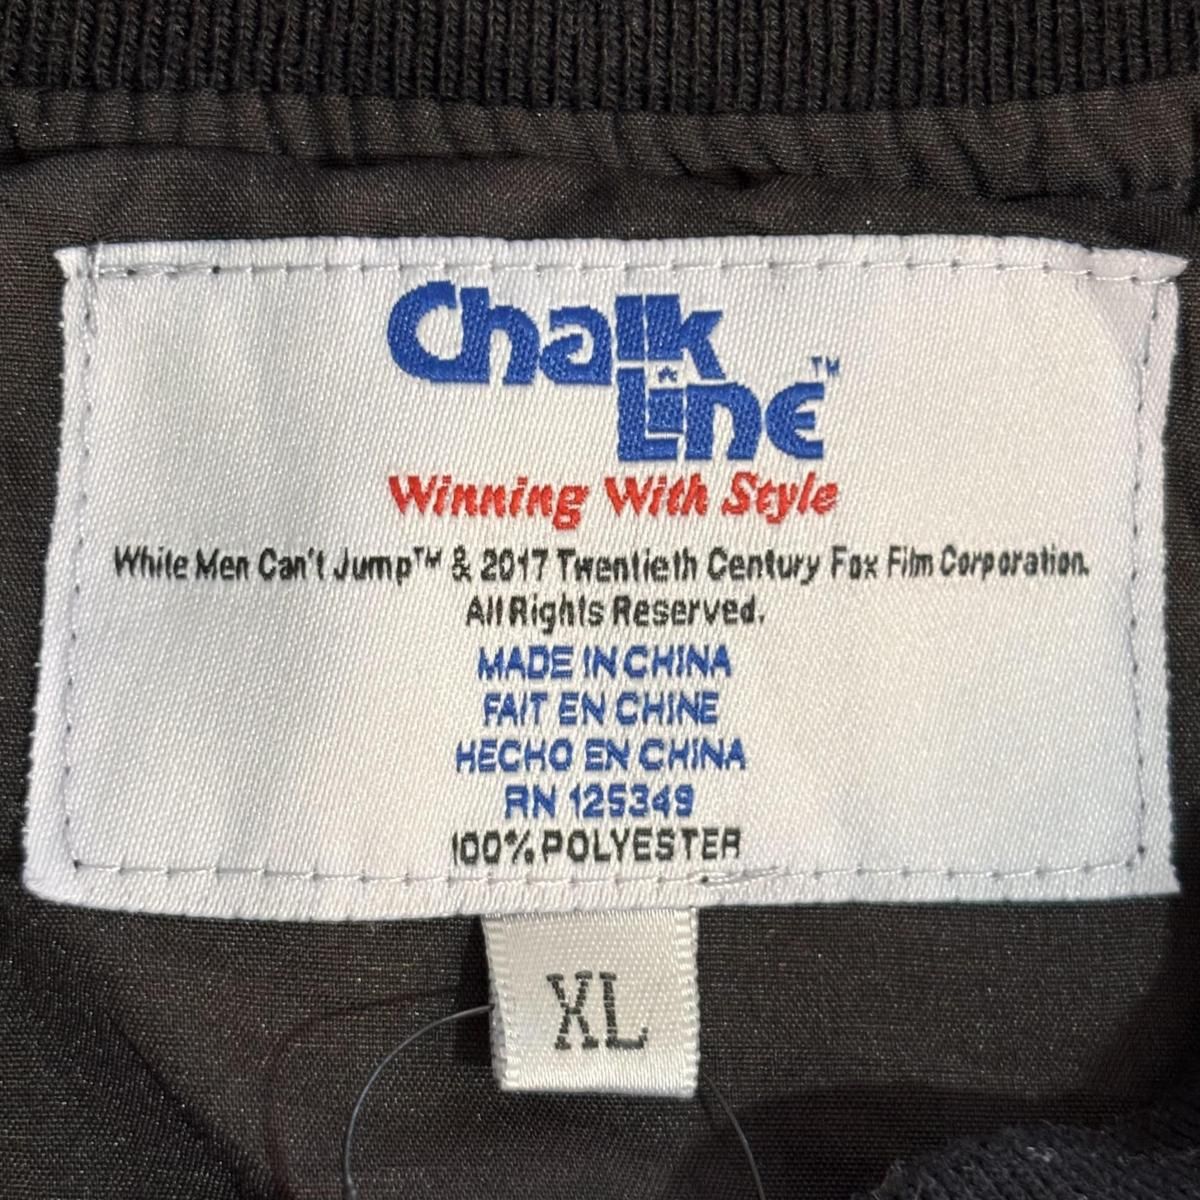 Chalk
Line™
Winning With Style
White Men Can't Jump™ & 2017 Twentieth Century Fox Film Corporation.
All Rights Reserved.
MADE IN CHINA
FAIT EN CHINE
HECHO EN CHINA
RN 125349
100% POLYESTER
XL